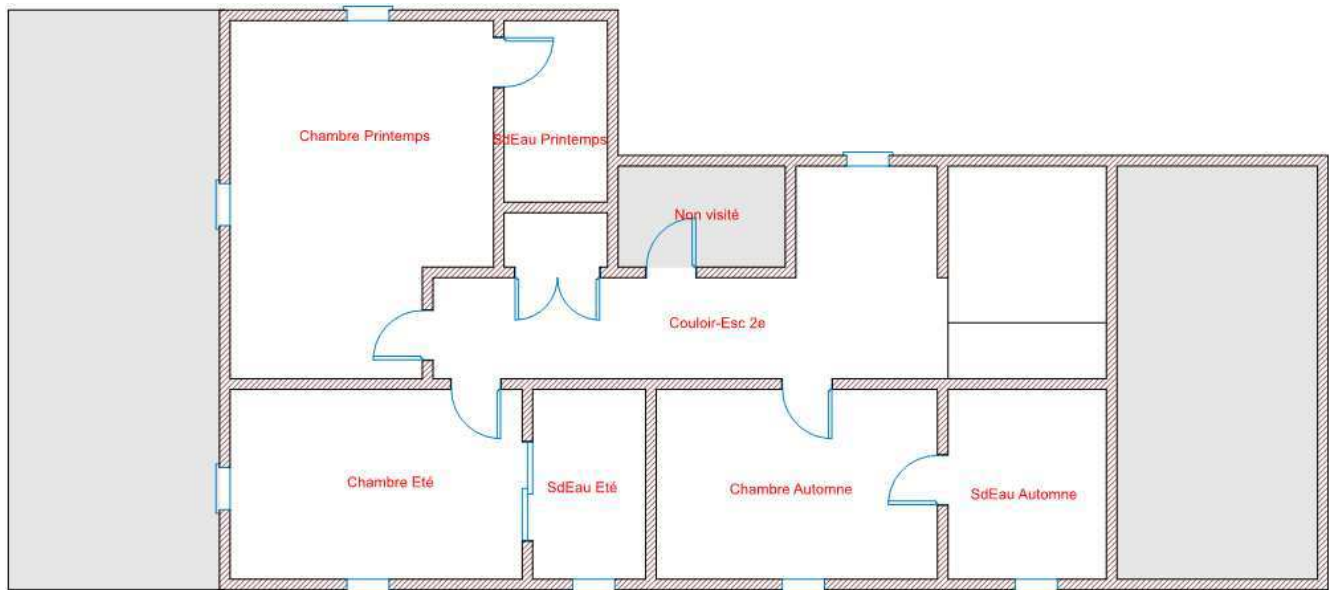 Chambre Printemps
SdEau Printemps
Non visité
Couloir-Esc 2e
Chambre Eté
SdEau Eté
Chambre Automne
SdEau Automne